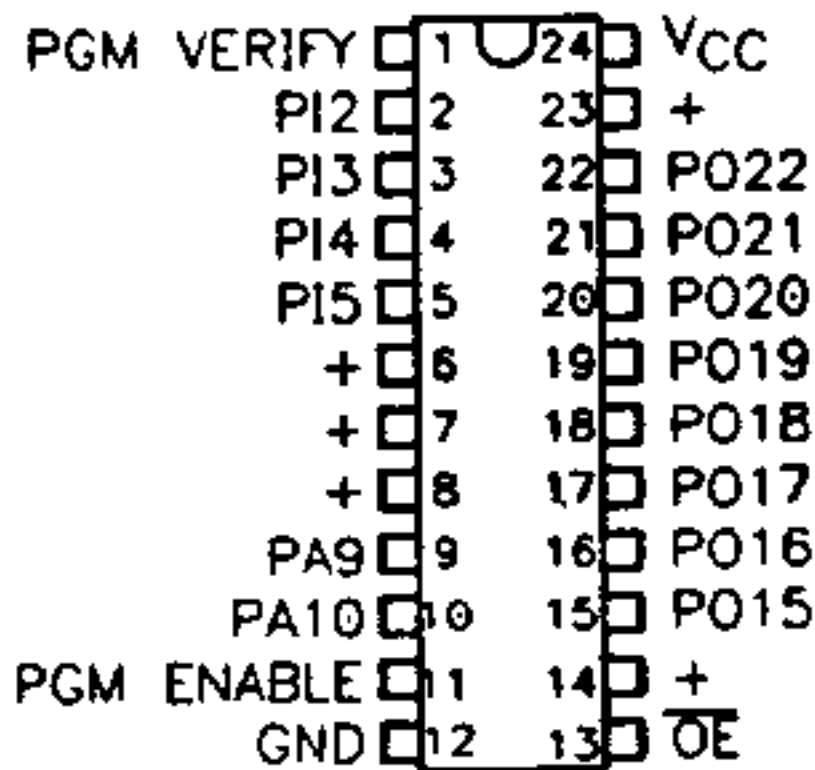 PGM VERIFY 1 24 VCC
PI2 2 23 +
PI3 3 22 PO22
PI4 4 21 PO21
PI5 5 20 PO20
+ 6 19 PO19
+ 7 18 PO18
+ 8 17 PO17
PA9 9 16 PO16
PA10 10 15 PO15
PGM ENABLE 11 14 +
GND 12 13 O̅E̅